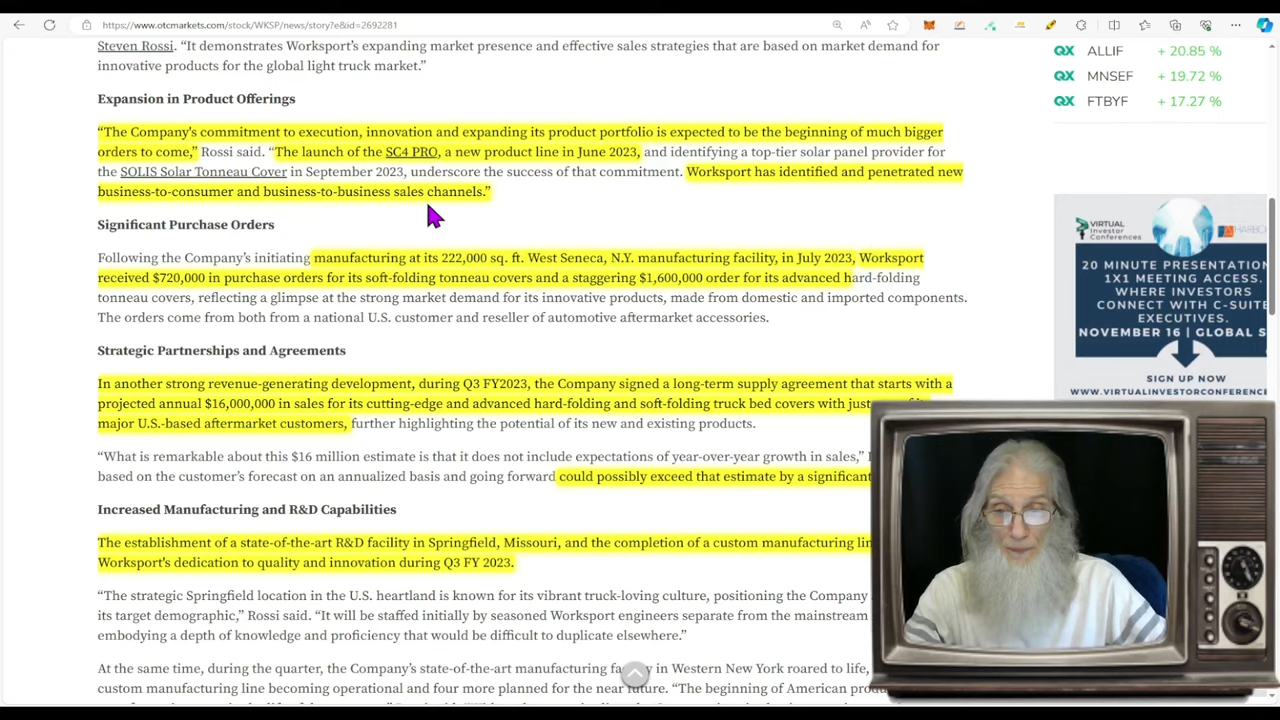 https://www.otcmarkets.com/stock/WKSP/news/story?e&id=2692281
Steven Rossi. “It demonstrates Worksport’s expanding market presence and effective sales strategies that are based on market demand for
innovative products for the global light truck market.”
Expansion in Product Offerings
“The Company's commitment to execution, innovation and expanding its product portfolio is expected to be the beginning of much bigger
orders to come,” Rossi said. “The launch of the SC4 PRO, a new product line in June 2023, and identifying a top-tier solar panel provider for
the SOLIS Solar Tonneau Cover in September 2023, underscore the success of that commitment. Worksport has identified and penetrated new
business-to-consumer and business-to-business sales channels.”
Significant Purchase Orders
Following the Company’s initiating manufacturing at its 222,000 sq. ft. West Seneca, N.Y. manufacturing facility, in July 2023, Worksport
received $720,000 in purchase orders for its soft-folding tonneau covers and a staggering $1,600,000 order for its advanced hard-folding
tonneau covers, reflecting a glimpse at the strong market demand for its innovative products, made from domestic and imported components.
The orders come from both from a national U.S. customer and reseller of automotive aftermarket accessories.
Strategic Partnerships and Agreements
In another strong revenue-generating development, during Q3 FY2023, the Company signed a long-term supply agreement that starts with a
projected annual $16,000,000 in sales for its cutting-edge and advanced hard-folding and soft-folding truck bed covers with just
major U.S.-based aftermarket customers, further highlighting the potential of its new and existing products.
“What is remarkable about this $16 million estimate is that it does not include expectations of year-over-year growth in sales,”
based on the customer’s forecast on an annualized basis and going forward could possibly exceed that estimate by a significant
Increased Manufacturing and R&D Capabilities
The establishment of a state-of-the-art R&D facility in Springfield, Missouri, and the completion of a custom manufacturing
Worksport's dedication to quality and innovation during Q3 FY 2023.
“The strategic Springfield location in the U.S. heartland is known for its vibrant truck-loving culture, positioning the Company
its target demographic,” Rossi said. “It will be staffed initially by seasoned Worksport engineers separate from the mainstream
embodying a depth of knowledge and proficiency that would be difficult to duplicate elsewhere.”
At the same time, during the quarter, the Company’s state-of-the-art manufacturing in Western New York roared to life,
custom manufacturing line becoming operational and four more planned for the near future. “The beginning of American
QX ALLIF + 20.85 %
QX MNSEF + 19.72 %
QX FTBYF + 17.27 %
VIRTUAL
Investor
Conferences
20 MINUTE PRESENTATION
1X1 MEETING ACCESS.
WHERE INVESTORS
CONNECT WITH C-SUITE
EXECUTIVES.
NOVEMBER 16 | GLOBAL
SIGN UP NOW
WWW.VIRTUALINVESTORCONFERENCE